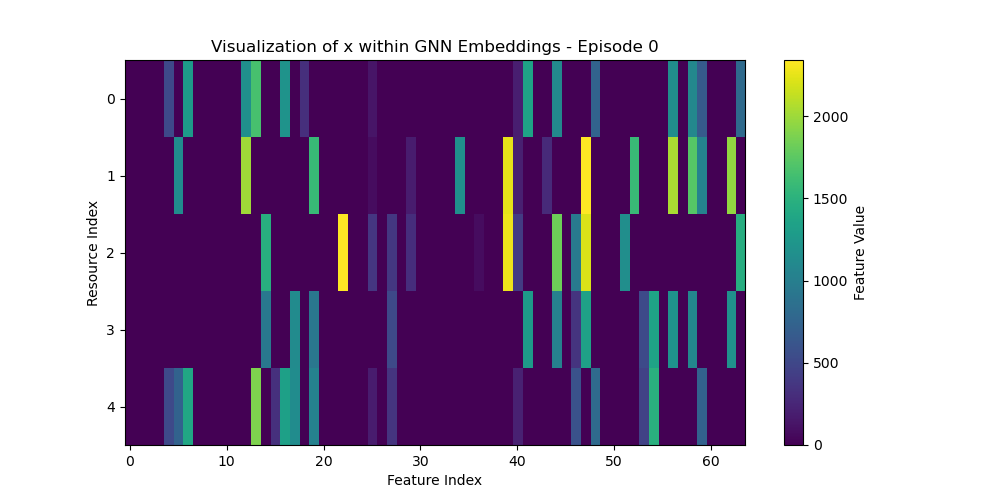 Visualization of x within GNN Embeddings - Episode 0
Resource Index
0
1
2
3
4
0 10 20 30 40 50 60
Feature Index
2000
1500
1000
500
0
Feature Value